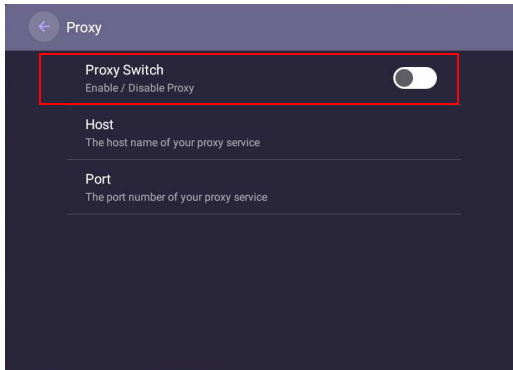 Proxy
Proxy Switch
Enable / Disable Proxy
Host
The host name of your proxy service
Port
The port number of your proxy service